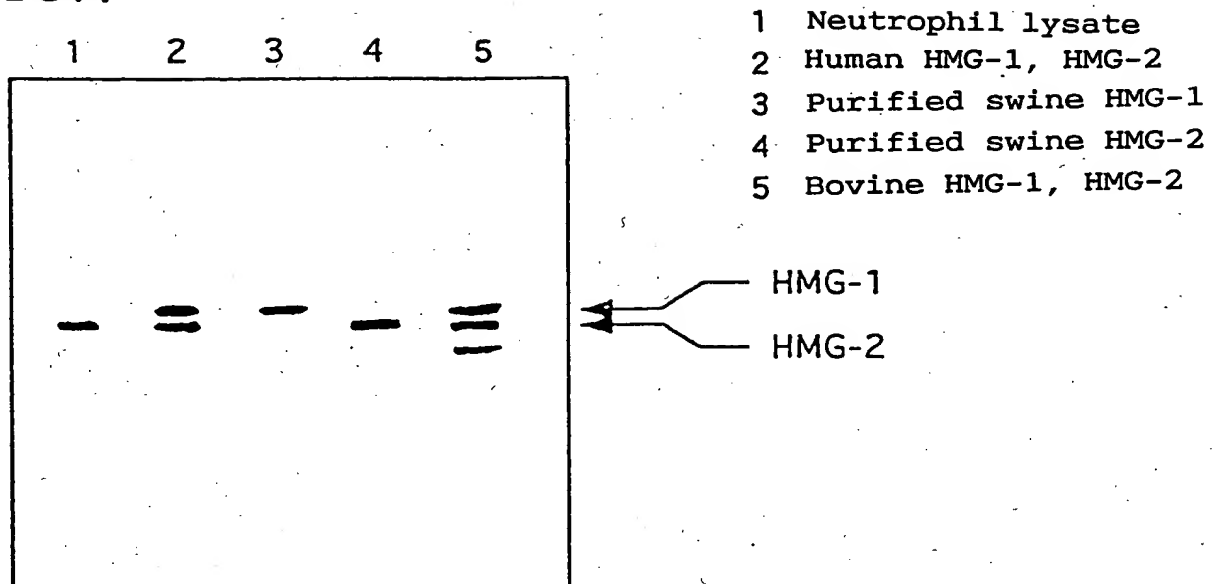 1 Neutrophil lysate
2 Human HMG-1, HMG-2
3 Purified swine HMG-1
4 Purified swine HMG-2
5 Bovine HMG-1, HMG-2
1 2 3 4 5
HMG-1
HMG-2